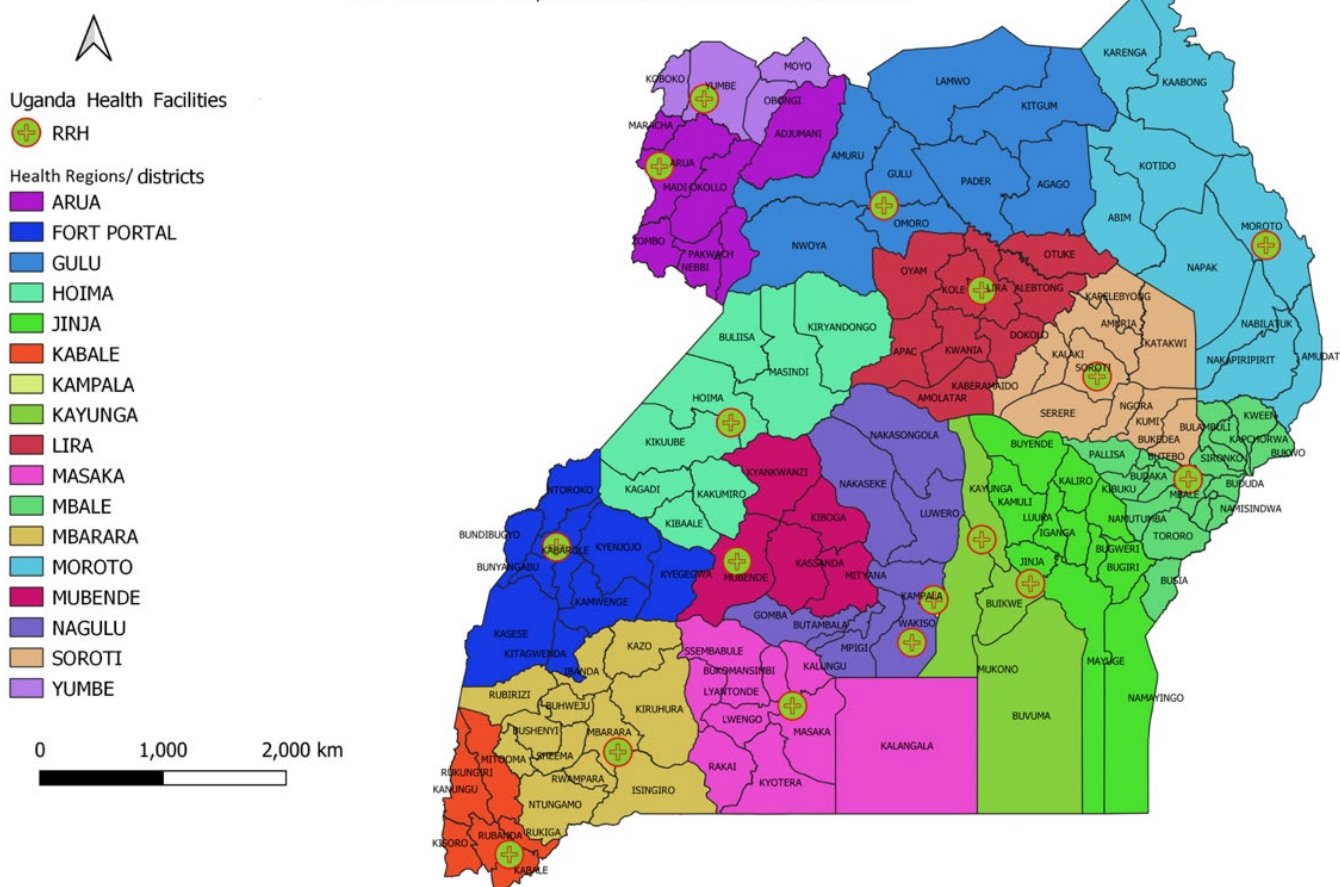 Uganda Health Facilities
RRH
Health Regions/ districts
ARUA
FORT PORTAL
GULU
HOIMA
JINJA
KABALE
KAMPALA
KAYUNGA
LIRA
MASAKA
MBALE
MBARARA
MOROTO
MUBENDE
NAGULU
SOROTI
YUMBE
0 1,000 2,000 km
KARENGA
KAABONG
MOYO
KOBOKO
YUMBE
OBONGI
LAMWO
KITGUM
MARACHA
ADJUMANI
ARUA
AMURU
GULU
PADER
AGAGO
KOTIDO
MADI-OKOLLO
ABIM
OMORO
MOROTO
ZOMBO
PAKWACH
NEBBI
NWOYA
OTUKE
OYAM
NAPAK
KOLE
LIRA
ALEBTONG
KAPELEBYONG
AMURIA
NABILATUK
BULIISA
KIRYANDONGO
DOKOLO
KATAKWI
APAC
KWANIA
KALAKI
NAKAPIRIPIRIT
AMUDAT
MASINDI
SOROTI
KABERAMAIDO
AMOLATAR
HOIMA
SERERE
NGORA
KUMI
KWEEN
BULAMBULI
NAKASONGOLA
KIKUUBE
BUYENDE
BUKEDEA
KAPCHORWA
BUKWO
PALLISA
BUTEBO
SIRONKO
KYANKWANZI
BUDAKA
BUDUDA
NTOROKO
KAGADI
KAKUMIRO
NAKASEKE
KAYUNGA
KAMULI
KALIRO
KIBUKU
MBALE
NAMISINDWA
KIBAALE
KIBOGA
LUWERO
LUUKA
NAMUTUMBA
BUNDIBUGYO
KABAROLE
KYENJOJO
IGANGA
TORORO
BUGWERI
BUNYANGABU
KYEGEGWA
MUBENDE
KASSANDA
MITYANA
JINJA
BUGIRI
BUSIA
KAMWENGE
KAMPALA
BUIKWE
GOMBA
BUTAMBALA
WAKISO
KASESE
KITAGWENDA
KAZO
SSEMBABULE
MPIGI
KALUNGU
MUKONO
MAYUGE
IBANDA
BUKOMANSIMBI
RUBIRIZI
BUHWEJU
KIRUHURA
LYANTONDE
NAMAYINGO
LWENGO
BUVUMA
BUSHENYI
MBARARA
MASAKA
KALANGALA
MITOOMA
SHEEMA
RUKUNGIRI
RAKAI
KYOTERA
KANUNGU
RWAMPARA
ISINGIRO
NTUNGAMO
KISORO
RUBANDA
RUKIGA
KABALE